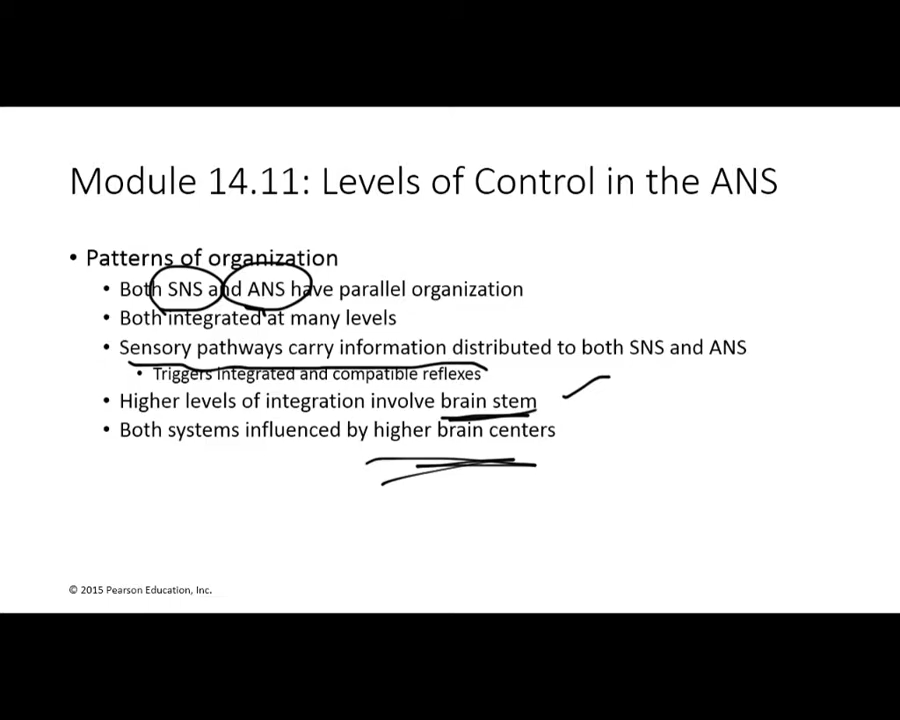 Module 14.11: Levels of Control in the ANS
• Patterns of organization
• Both SNS and ANS have parallel organization
• Both integrated at many levels
• Sensory pathways carry information distributed to both SNS and ANS
• Triggers integrated and compatible reflexes
• Higher levels of integration involve brain stem
• Both systems influenced by higher brain centers
© 2015 Pearson Education, Inc.